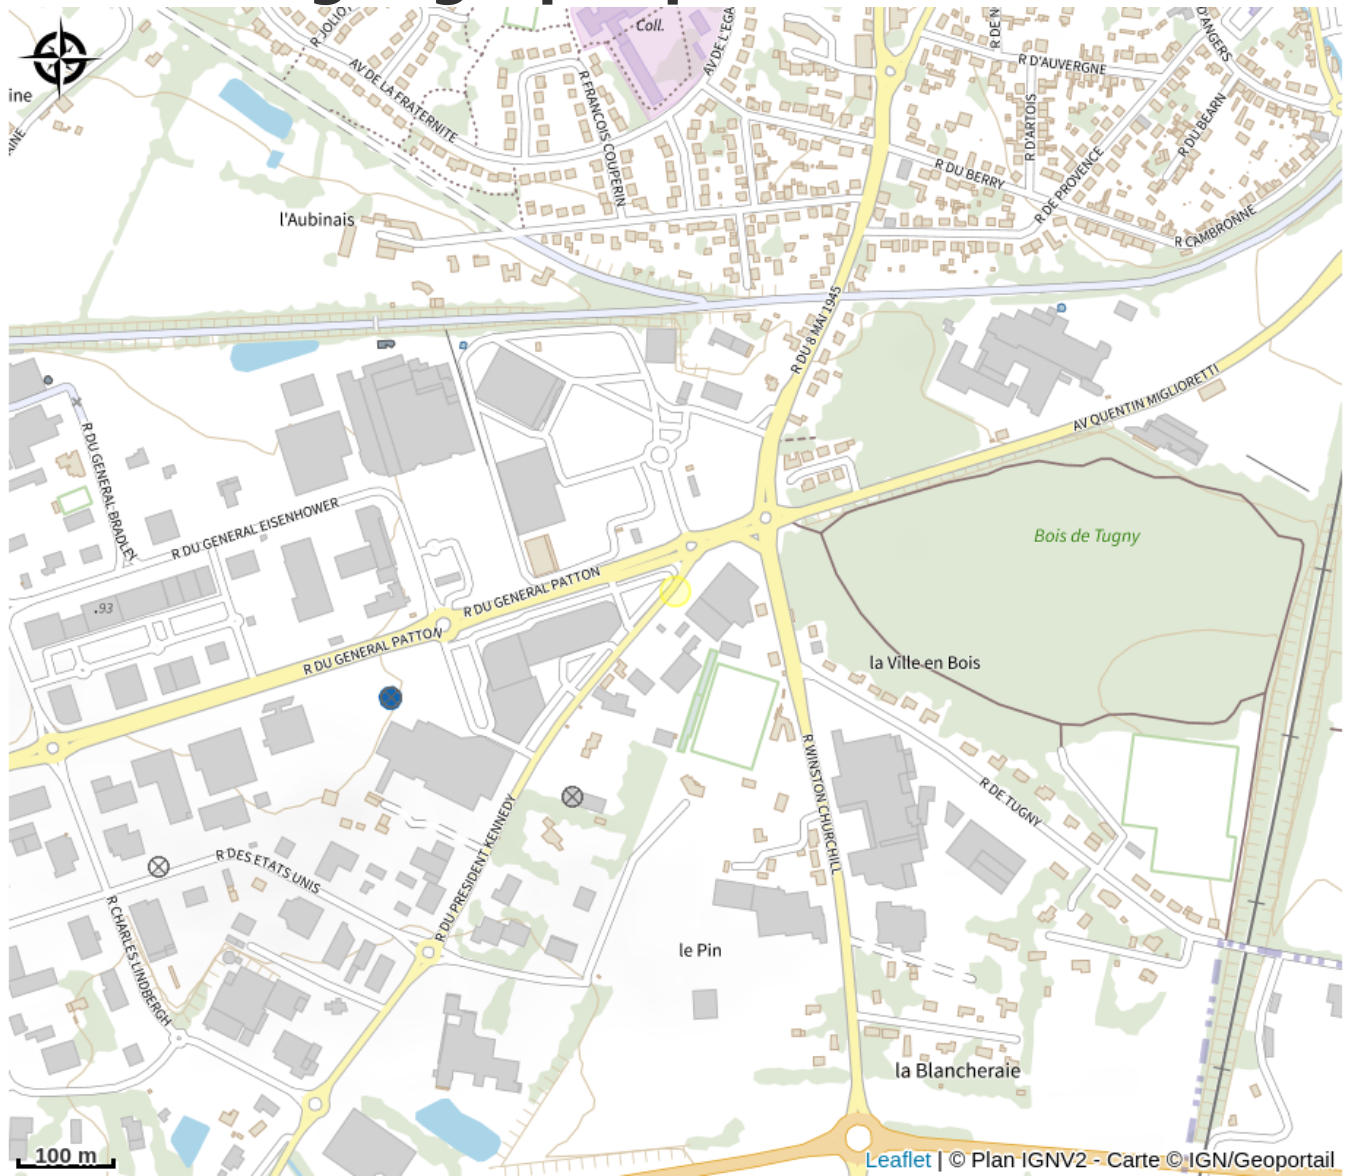 Coll.
R JOLIO
AV DE L'EGA
R DE N
D'ANGERS
R D'AUVERGNE
AV DE LA FRATERNITE
R FRANCOIS COUPERIN
ine
AINE
R D'ARTOIS
R DU BEARN
R DU BERRY
R DE PROVENCE
l'Aubinais
R CAMBRONNE
R DU 8 MAI 1945
AV QUENTIN MIGLIORETTI
R DU GENERAL BRADLEY
R DU GENERAL EISENHOWER
Bois de Tugny
R DU GENERAL PATTON
.93
R DU GENERAL PATTON
la Ville en Bois
R WINSTON CHURCHILL
R DE TUGNY
R DU PRESIDENT KENNEDY
R DES ETATS UNIS
R CHARLES LINDBERGH
le Pin
la Blancheraie
100 m
Leaflet | © Plan IGNV2 - Carte © IGN/Geoportail